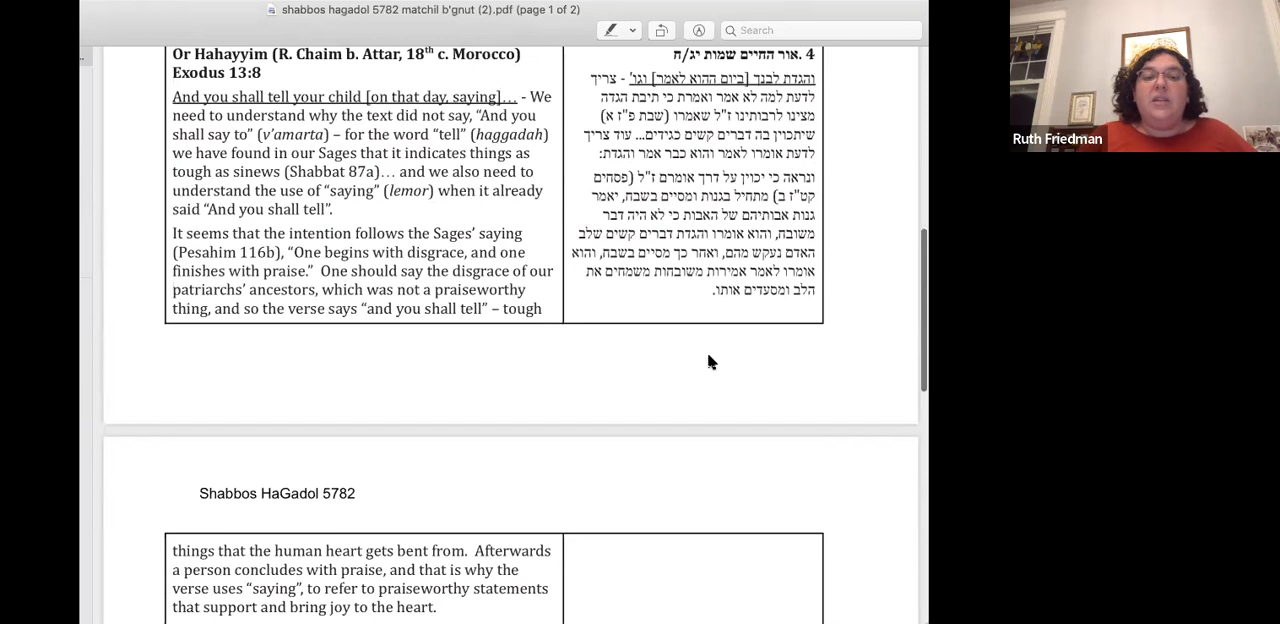 shabbos hagadol 5782 matchil b'gnut (2).pdf (page 1 of 2)
Search
Or Hahayyim (R. Chaim b. Attar, 18th c. Morocco)
Exodus 13:8
And you shall tell your child [on that day, saying]… - We
need to understand why the text did not say, “And you
shall say to” (v’amarta) – for the word “tell” (haggadah)
we have found in our Sages that it indicates things as
tough as sinews (Shabbat 87a)… and we also need to
understand the use of “saying” (lemor) when it already
said “And you shall tell”.
It seems that the intention follows the Sages’ saying
(Pesahim 116b), “One begins with disgrace, and one
finishes with praise.” One should say the disgrace of our
patriarchs’ ancestors, which was not a praiseworthy
thing, and so the verse says “and you shall tell” – tough
4. אור החיים שמות יג/ח
והגדת לבנך [ביום ההוא לאמר] וגו' - צריך
לדעת למה לא אמר ואמרת כי תיבת הגדה
מצינו לרבותינו ז"ל שאמרו (שבת פ"ז א)
שיתכוין בה דברים קשים כגידים... עוד צריך
לדעת אומרו לאמר והוא כבר אמר והגדת:
ונראה כי יכוין על דרך אומרם ז"ל (פסחים
קט"ז ב) מתחיל בגנות ומסיים בשבח, יאמר
גנות אבותיהם של האבות כי לא היה דבר
משובח, והוא אומרו והגדת דברים קשים שלב
האדם נעקש מהם, ואחר כך מסיים בשבח, והוא
אומרו לאמר אמירות משובחות משמחים את
הלב ומסעדים אותו.
Shabbos HaGadol 5782
things that the human heart gets bent from. Afterwards
a person concludes with praise, and that is why the
verse uses “saying”, to refer to praiseworthy statements
that support and bring joy to the heart.
Ruth Friedman